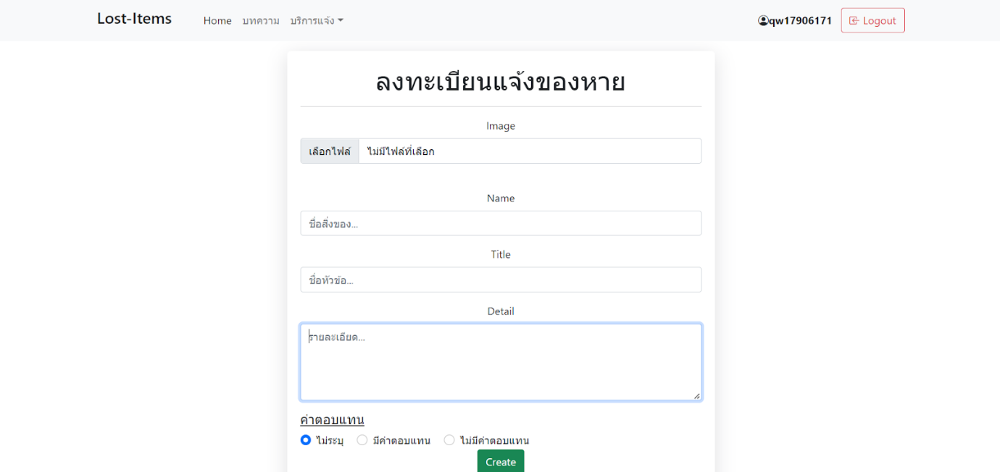 Lost-Items Home บทความ บริการแจ้ง qw17906171 Logout
ลงทะเบียนแจ้งของหาย
Image
เลือกไฟล์ ไม่มีไฟล์ที่เลือก
Name
ชื่อสิ่งของ...
Title
ชื่อหัวข้อ...
Detail
รายละเอียด...
ค่าตอบแทน
ไม่ระบุ มีค่าตอบแทน ไม่มีค่าตอบแทน
Create